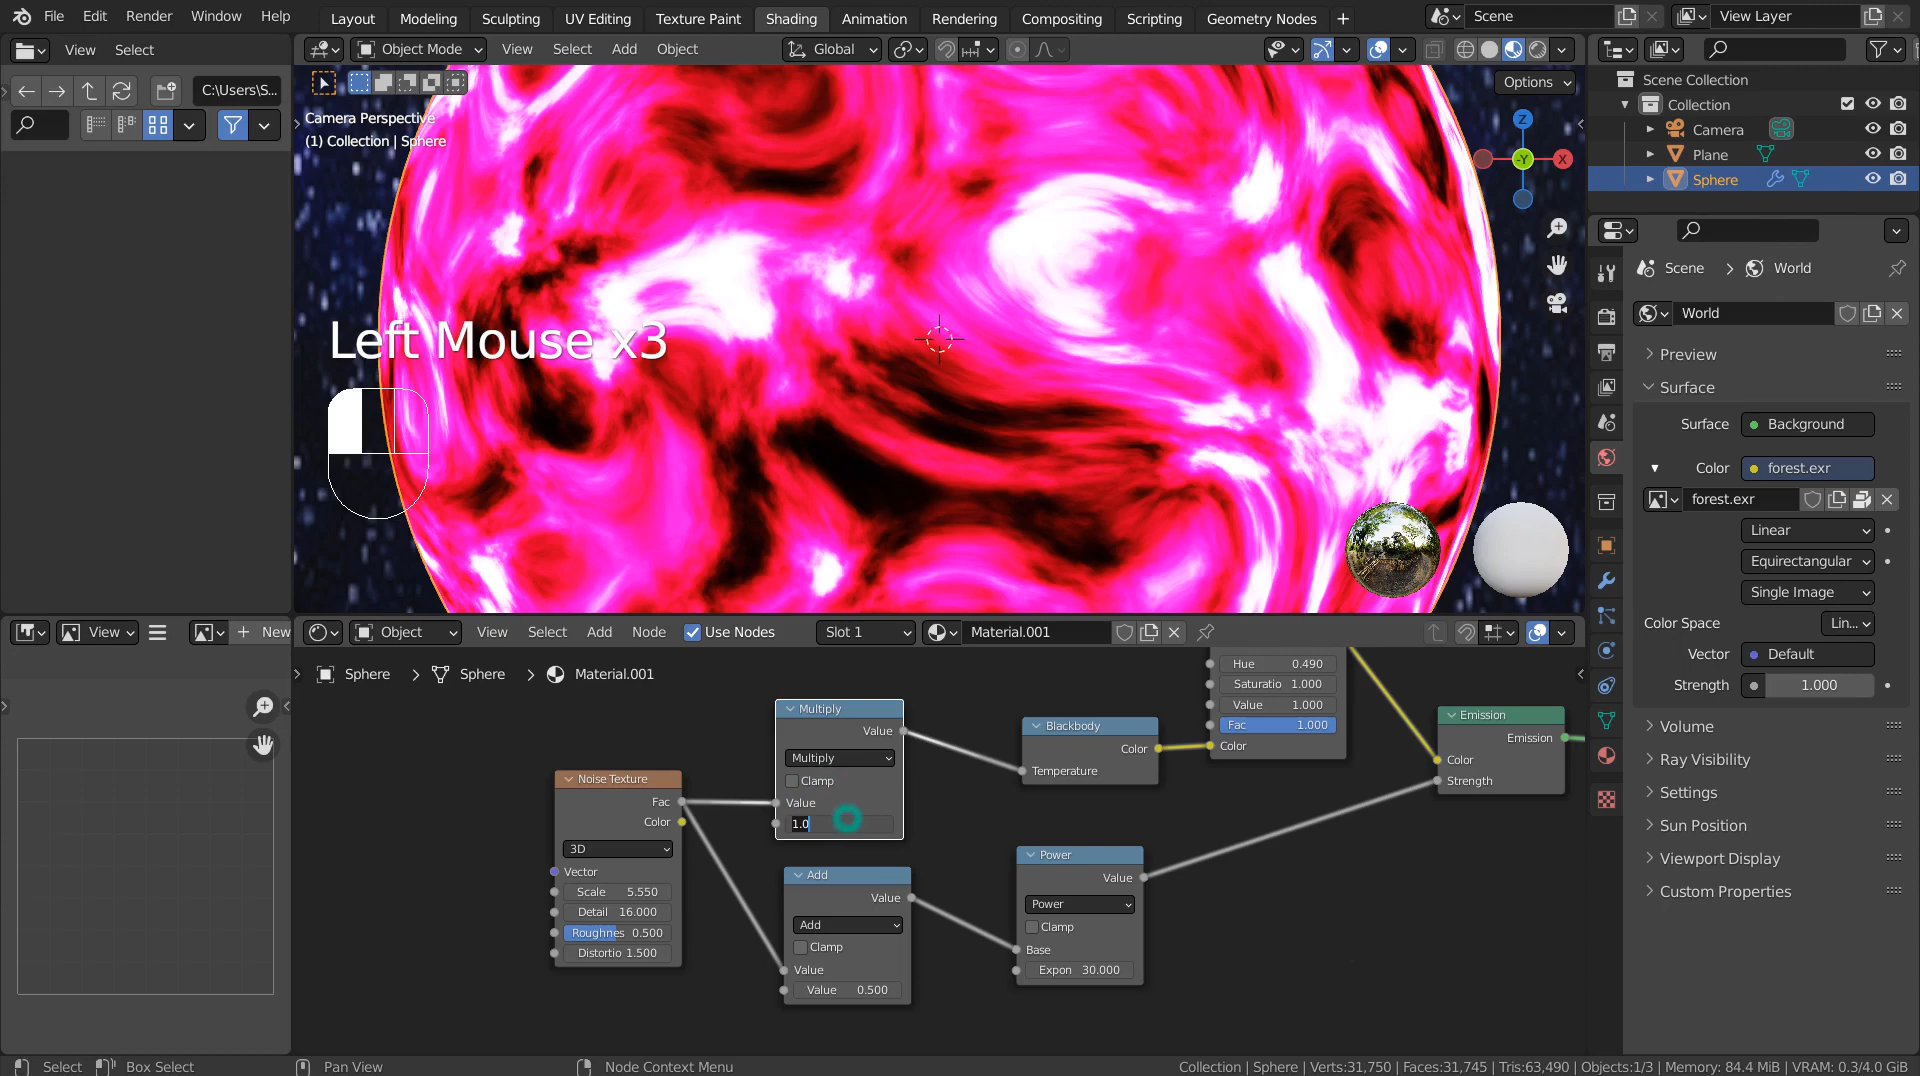 File Edit Render Window Help
Layout Modeling Sculpting UV Editing Texture Paint Shading Animation Rendering Compositing Scripting Geometry Nodes +
Scene View Layer
View Select
Object Mode View Select Add Object Global
C:\Users\S...
Options
Camera Perspective
(1) Collection | Sphere
Z
-Y X
Left Mouse x3
Scene Collection
Collection
Camera
Plane
Sphere
Scene > World
World
Preview
Surface
Surface Background
Color forest.exr
forest.exr
Linear
Equirectangular
Single Image
Color Space Lin...
Vector Default
Strength 1.000
Volume
Ray Visibility
Settings
Sun Position
Viewport Display
Custom Properties
View New
Object View Select Add Node Use Nodes Slot 1 Material.001
Sphere > Sphere > Material.001
Noise Texture
Fac
Color
3D
Vector
Scale 5.550
Detail 16.000
Roughnes 0.500
Distortio 1.500
Multiply
Value
Multiply
Clamp
Value
1.0
Add
Value
Add
Clamp
Value
Value 0.500
Blackbody
Color
Temperature
Power
Value
Power
Clamp
Base
Expon 30.000
Hue 0.490
Saturatio 1.000
Value 1.000
Fac 1.000
Color
Emission
Emission
Color
Strength
Select Box Select Pan View Node Context Menu
Collection | Sphere | Verts:31,750 | Faces:31,745 | Tris:63,490 | Objects:1/3 | Memory: 84.4 MiB | VRAM: 0.3/4.0 GiB